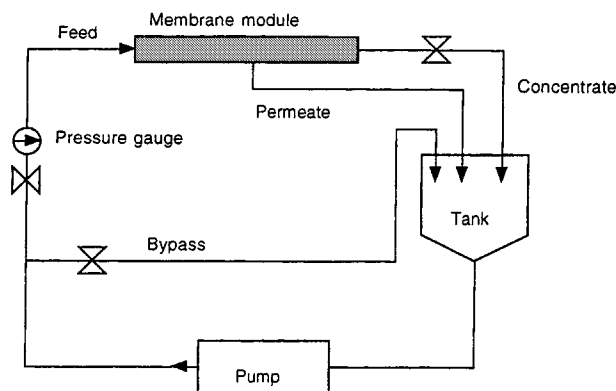 Membrane module
Feed
Concentrate
Permeate
Pressure gauge
Tank
Bypass
Pump